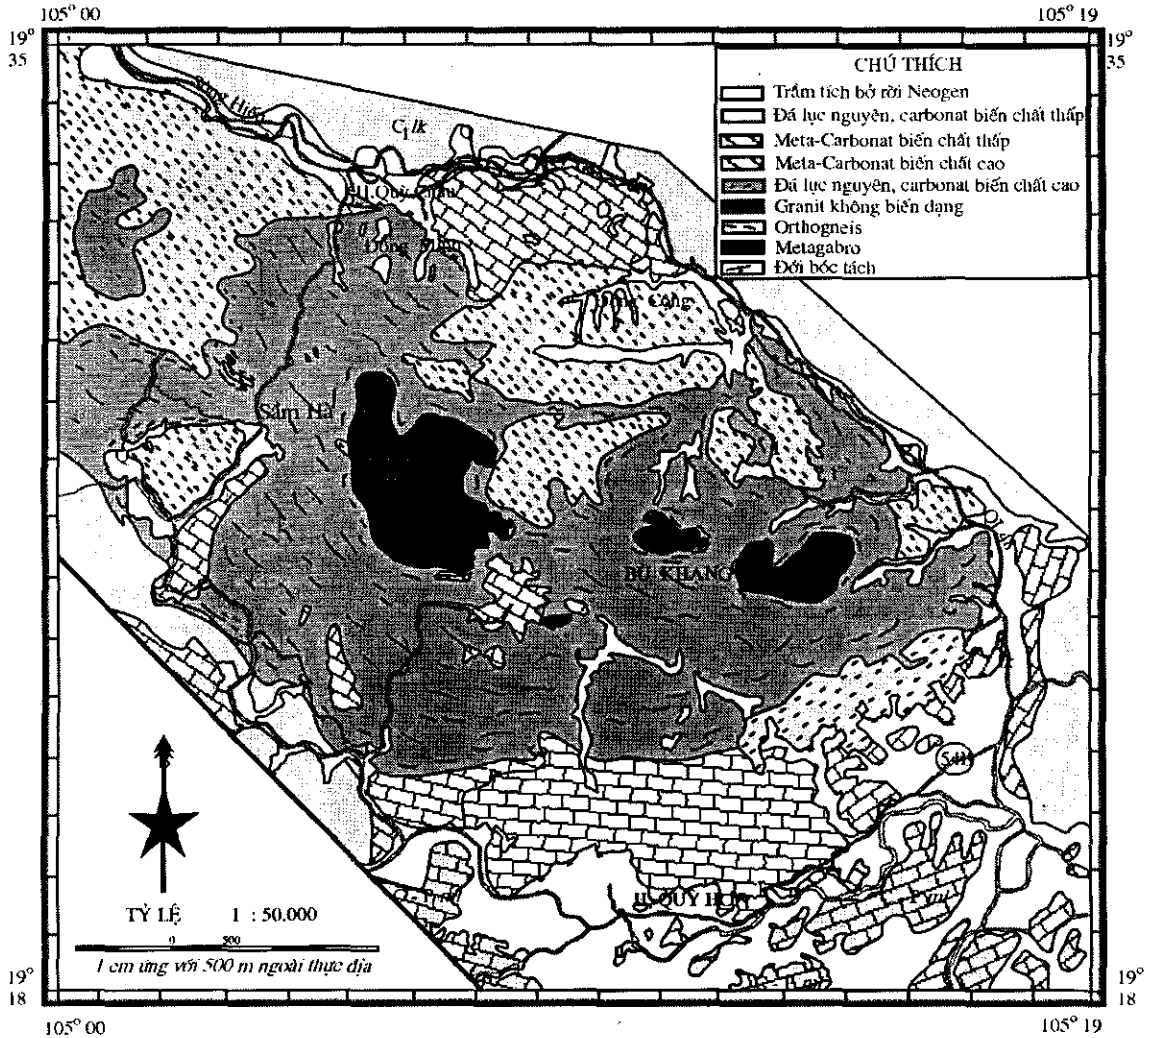 105° 00
105° 19
19°
35
19°
35
CHÚ THÍCH
Trầm tích bở rời Neogen
Đá lục nguyên, carbonat biến chất thấp
Meta-Carbonat biến chất thấp
Meta-Carbonat biến chất cao
Đá lục nguyên, carbonat biến chất cao
Granit không biến dạng
Orthogneis
Metagabro
Đới bóc tách
Sông Hiếu
C₁ lk
Sảm Hà
BÙ KHANG
TỶ LỆ 1 : 50.000
0 500
1 cm ứng với 500 m ngoài thực địa
H. QUỲ HỢP
19°
18
19°
18
105° 00
105° 19